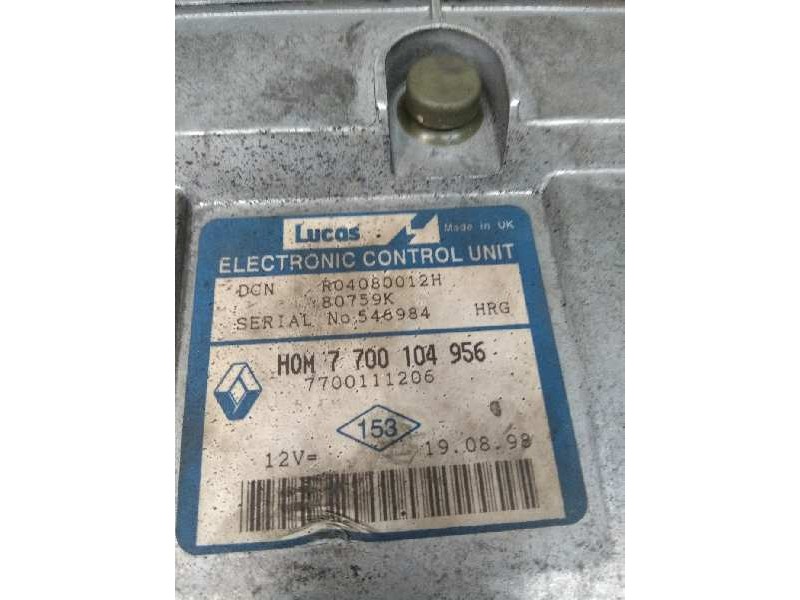 Lucas Made in UK
ELECTRONIC CONTROL UNIT
DCN R04080012H
80759K
SERIAL No.546984 HRG
HOM 7 700 104 956
7700111206
153
12V= 19.08.98